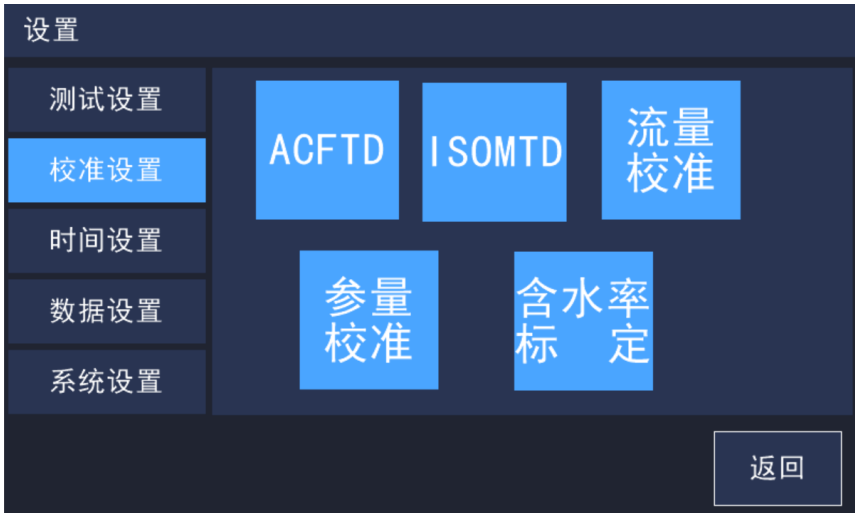 设置
测试设置
校准设置
时间设置
数据设置
系统设置
ACFTD
ISOMTD
流量
校准
参量
校准
含水率
标 定
返回